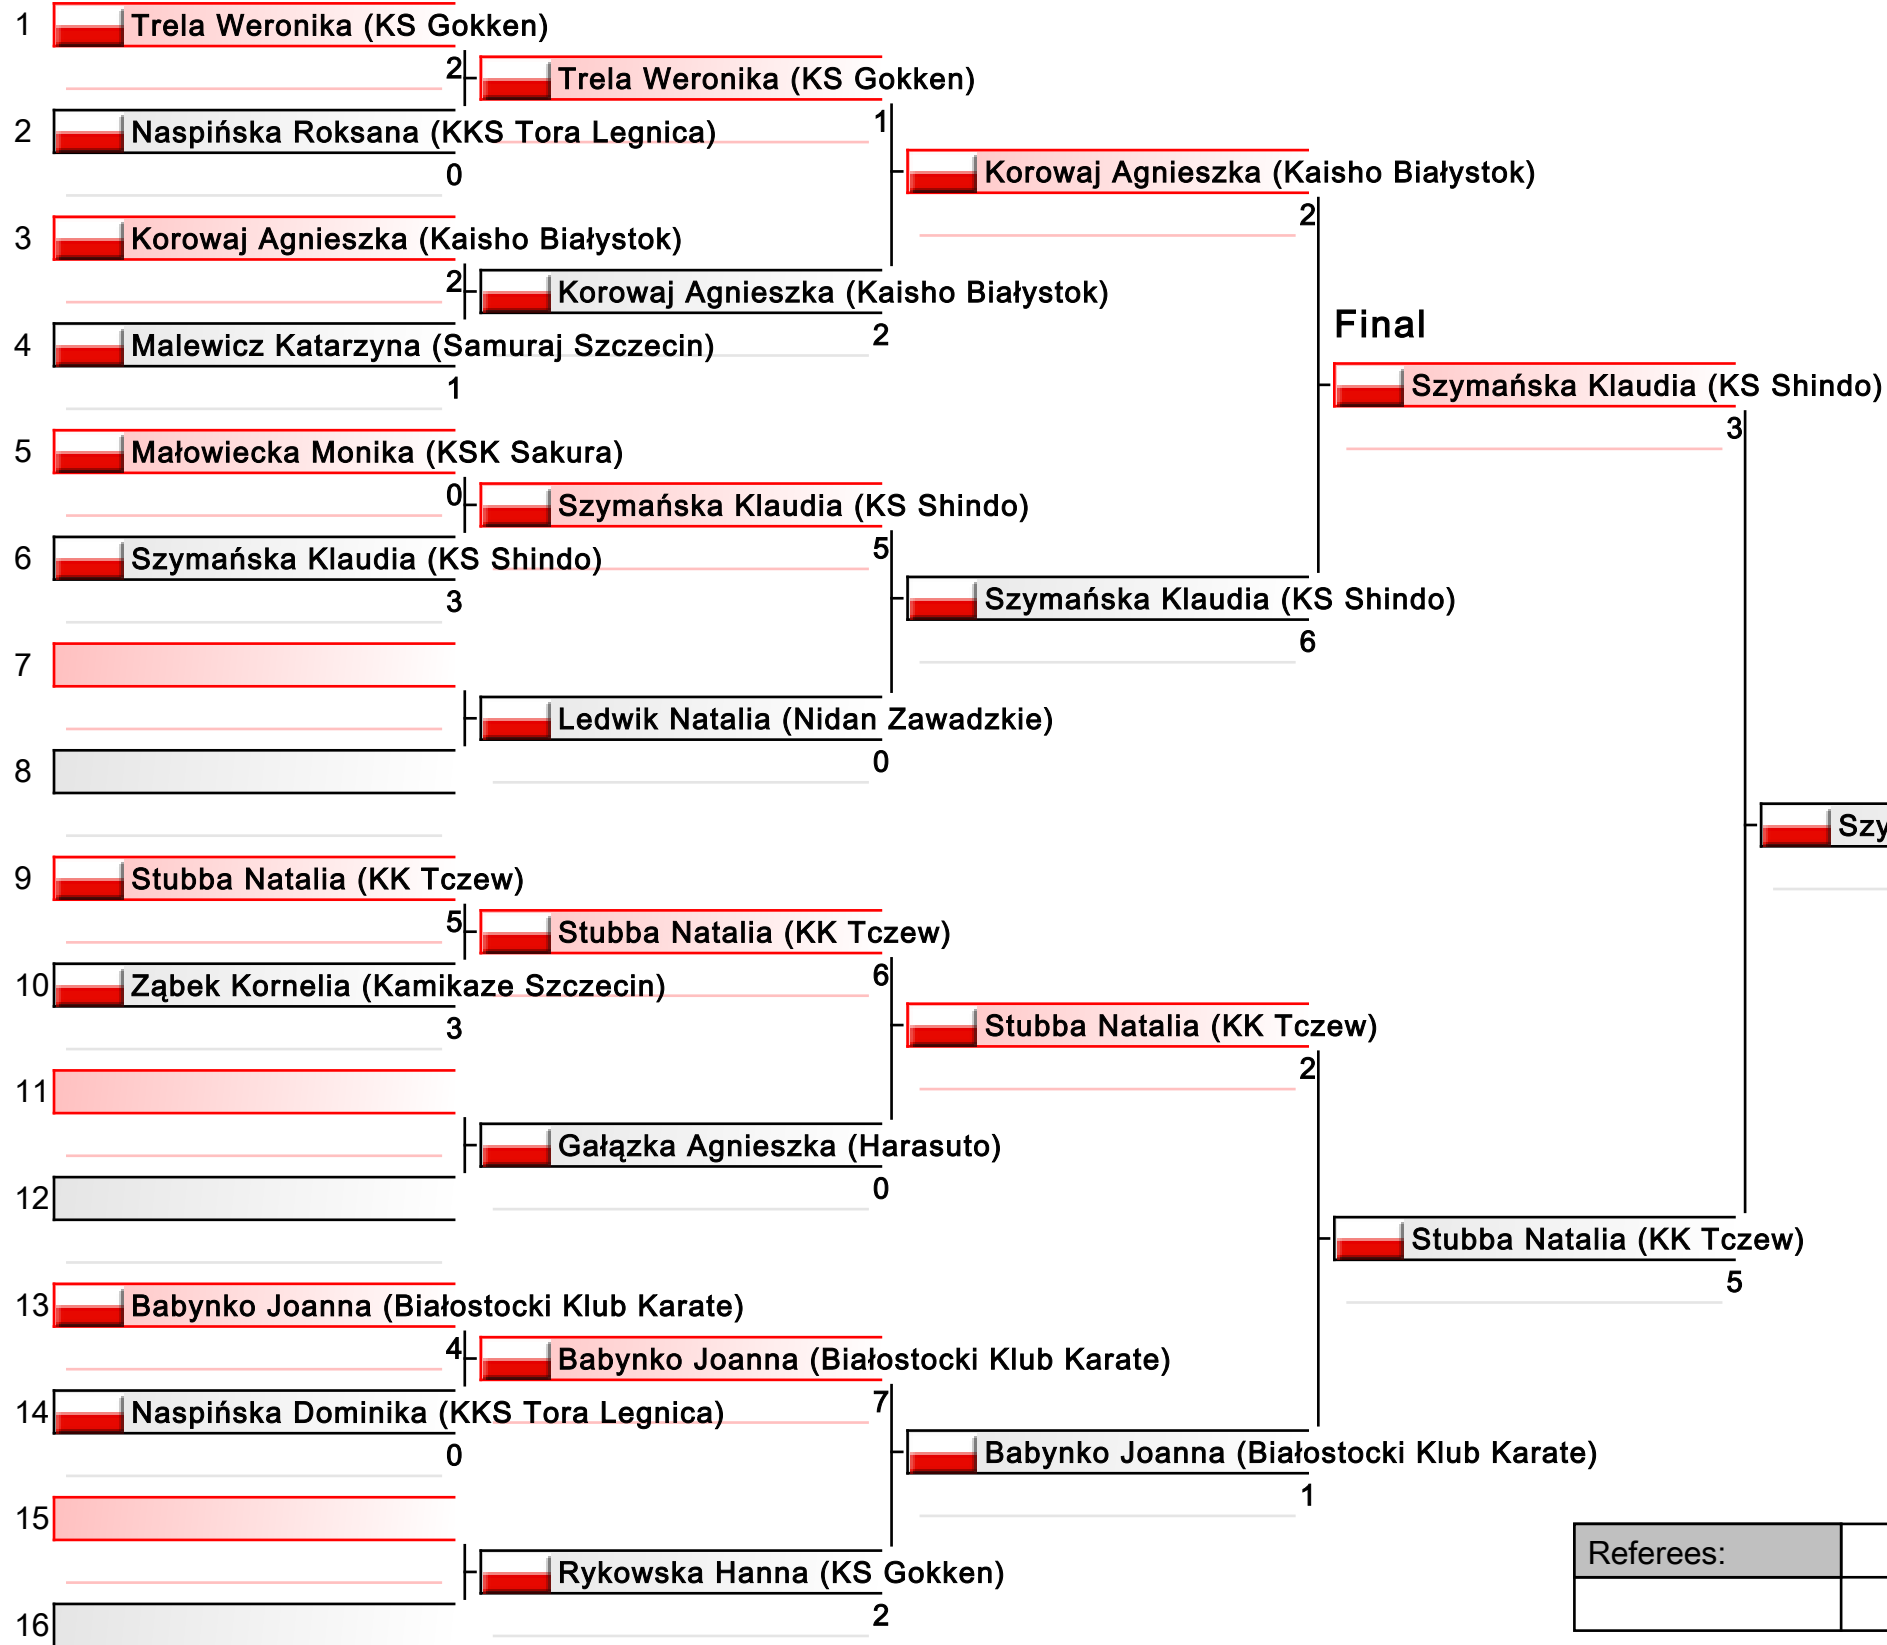 1 Trela Weronika (KS Gokken)
2 Trela Weronika (KS Gokken)
2 Naspińska Roksana (KKS Tora Legnica) 1
0 Korowaj Agnieszka (Kaisho Białystok)
2
3 Korowaj Agnieszka (Kaisho Białystok)
2 Korowaj Agnieszka (Kaisho Białystok)
2
Final
4 Malewicz Katarzyna (Samuraj Szczecin)
1
Szymańska Klaudia (KS Shindo)
3
5 Małowiecka Monika (KSK Sakura)
0 Szymańska Klaudia (KS Shindo)
5
6 Szymańska Klaudia (KS Shindo)
3 Szymańska Klaudia (KS Shindo)
6
7
Ledwik Natalia (Nidan Zawadzkie)
0
8
Szy
9 Stubba Natalia (KK Tczew)
5 Stubba Natalia (KK Tczew)
6
10 Ząbek Kornelia (Kamikaze Szczecin)
3 Stubba Natalia (KK Tczew)
2
11
Gałązka Agnieszka (Harasuto)
0
12
Stubba Natalia (KK Tczew)
5
13 Babynko Joanna (Białostocki Klub Karate)
4 Babynko Joanna (Białostocki Klub Karate)
7
14 Naspińska Dominika (KKS Tora Legnica)
0 Babynko Joanna (Białostocki Klub Karate)
1
15
Rykowska Hanna (KS Gokken)
2
Referees:
16